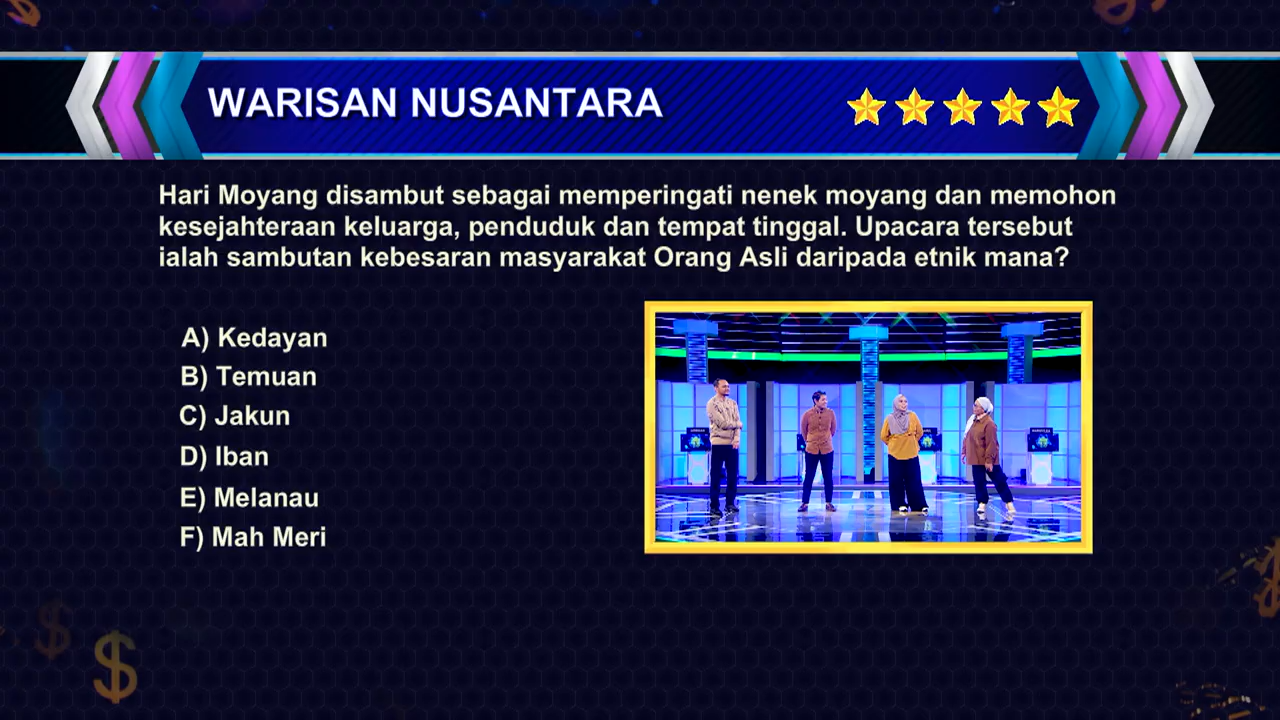 WARISAN NUSANTARA
Hari Moyang disambut sebagai memperingati nenek moyang dan memohon
kesejahteraan keluarga, penduduk dan tempat tinggal. Upacara tersebut
ialah sambutan kebesaran masyarakat Orang Asli daripada etnik mana?
A) Kedayan
B) Temuan
C) Jakun
D) Iban
E) Melanau
F) Mah Meri